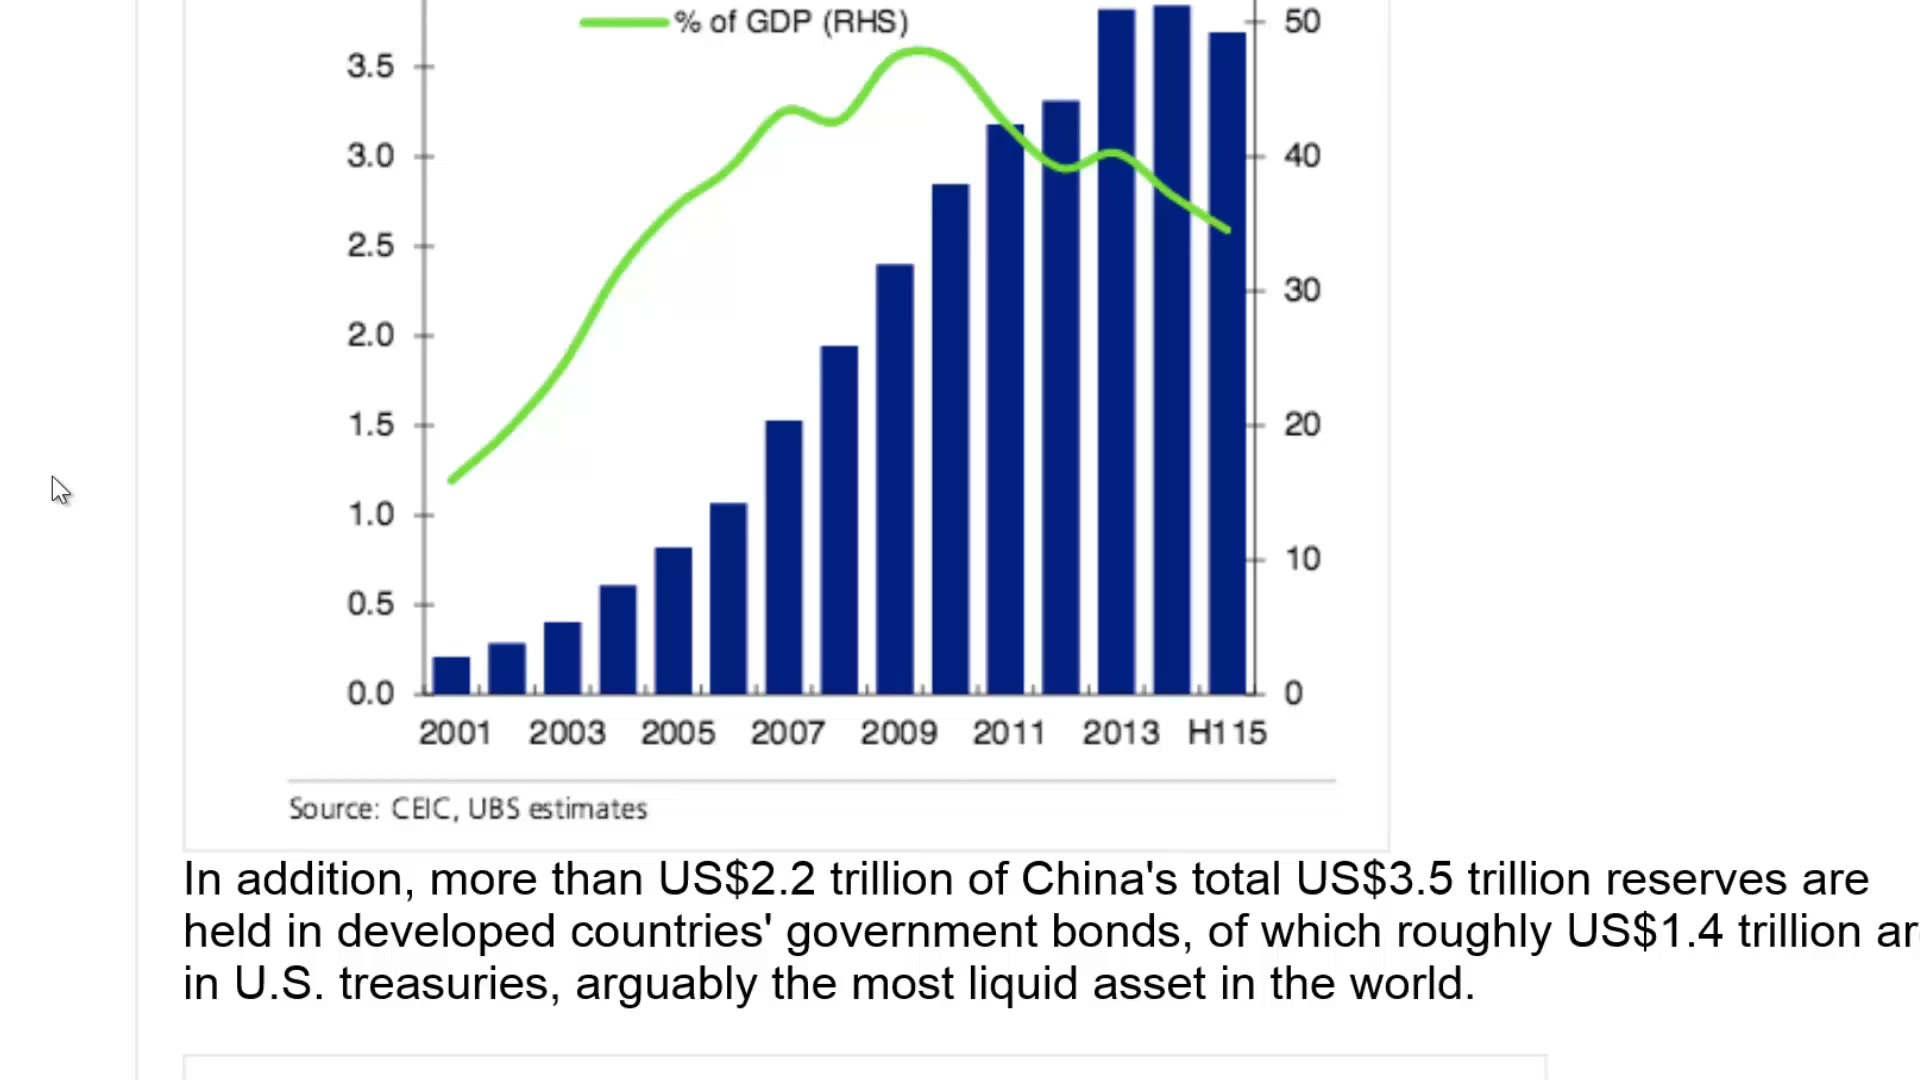 % of GDP (RHS)
50
3.5
3.0
40
2.5
30
2.0
1.5
20
1.0
10
0.5
0.0
0
2001 2003 2005 2007 2009 2011 2013 H115
Source: CEIC, UBS estimates
In addition, more than US$2.2 trillion of China's total US$3.5 trillion reserves are
held in developed countries' government bonds, of which roughly US$1.4 trillion
in U.S. treasuries, arguably the most liquid asset in the world.